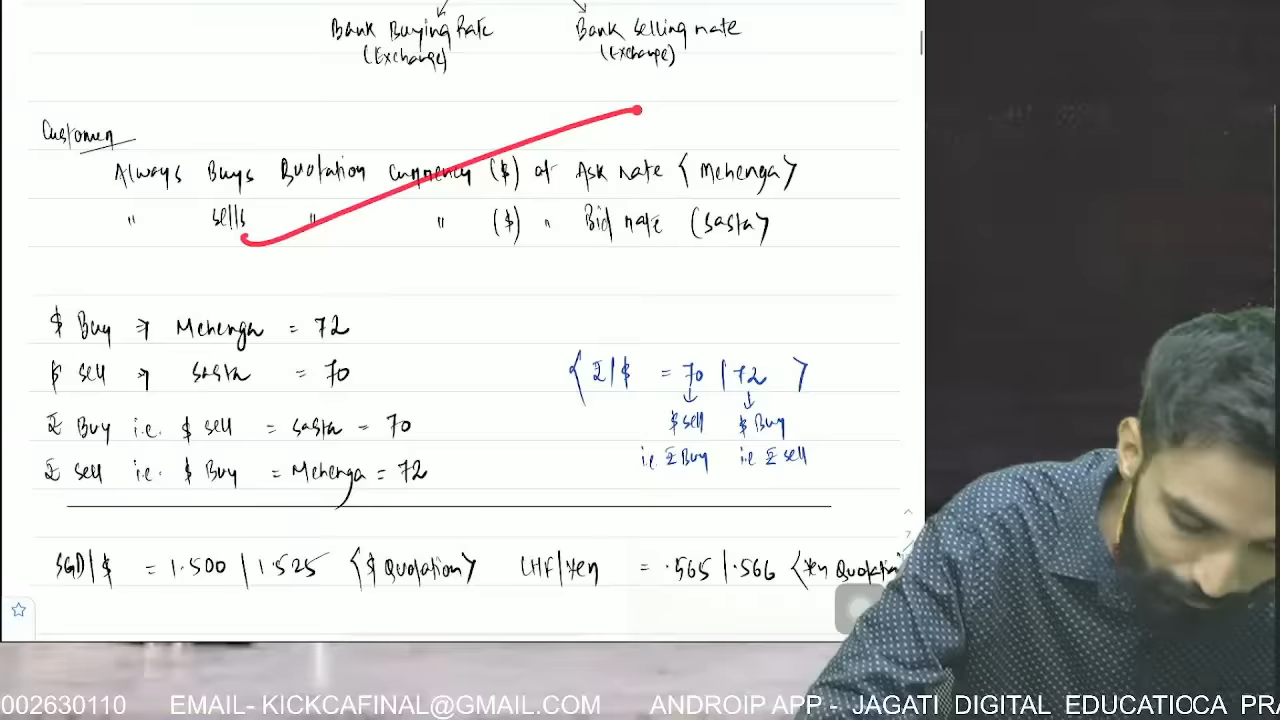 Bank Buying Rate Bank selling rate
(Exchange) (Exchange)
Customer
Always Buys Quotation Currency ($) at Ask rate < Mehenga >
" sells " " ($) " Bid rate (sasta >
$ Buy ⇒ Mehenga = 72
$ sell → sasta = 70
₹ Buy i.e. $ sell = sasta = 70
₹ sell i.e. $ Buy = Mehenga = 72
< ₹/$ = 70 | 72 >
$ sell $ Buy
i.e. ₹ Buy i.e ₹ sell
SGD/$ = 1.500 | 1.525 < $ Quotation > CHF/Yen = .565 | .566 < Yen
002630110 EMAIL- KICKCAFINAL@GMAIL.COM ANDROIP APP - JAGATI DIGITAL EDUCATIOCA PRA